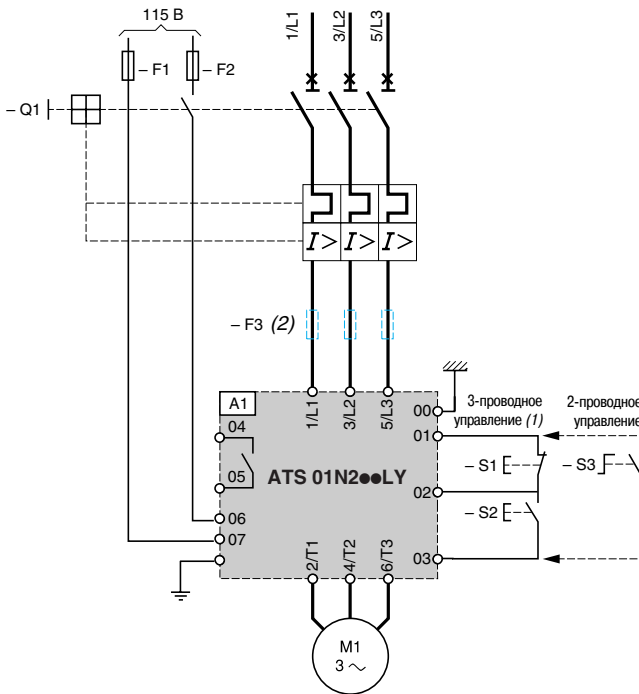 115 В
1/L1
3/L2
5/L3
– F1
– F2
– Q1
I>
I>
I>
– F3 (2)
A1
1/L1
3/L2
5/L3
00
3-проводное
управление (1)
2-проводное
управление
04
01
– S1
– S3
05
ATS 01N2●●LY
02
– S2
06
07
2/T1
4/T2
6/T3
03
M1
3 ~